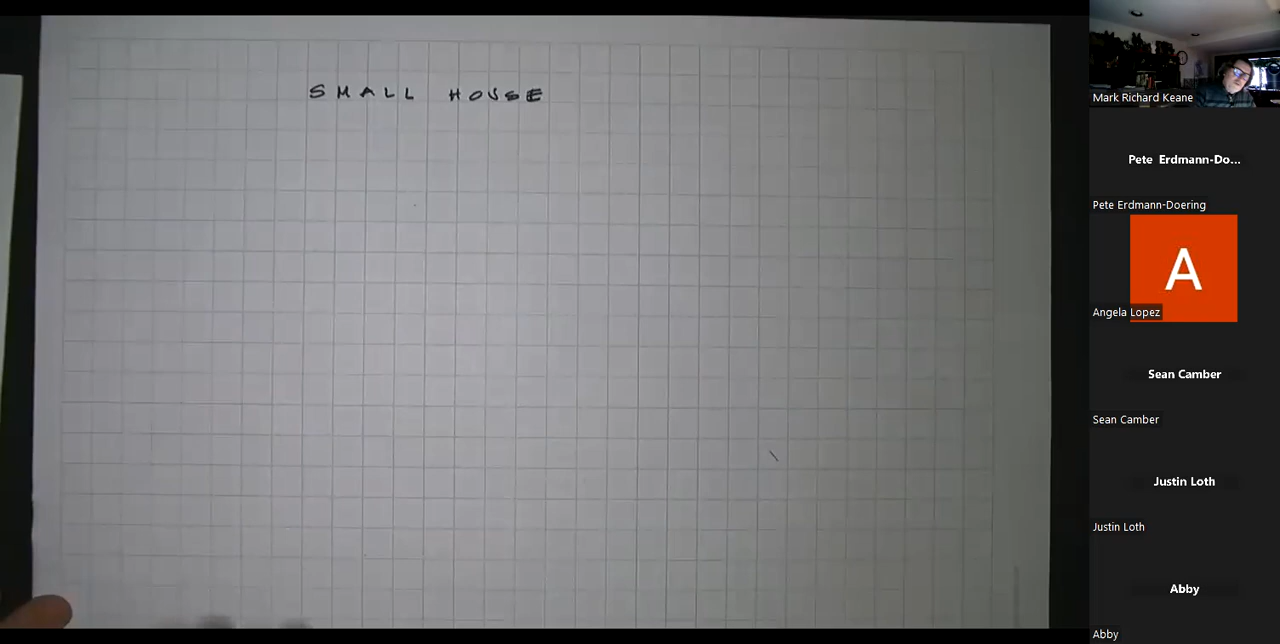 SMALL HOUSE
Mark Richard Keane
Pete Erdmann-Do...
Pete Erdmann-Doering
A
Angela Lopez
Sean Camber
Sean Camber
Justin Loth
Justin Loth
Abby
Abby